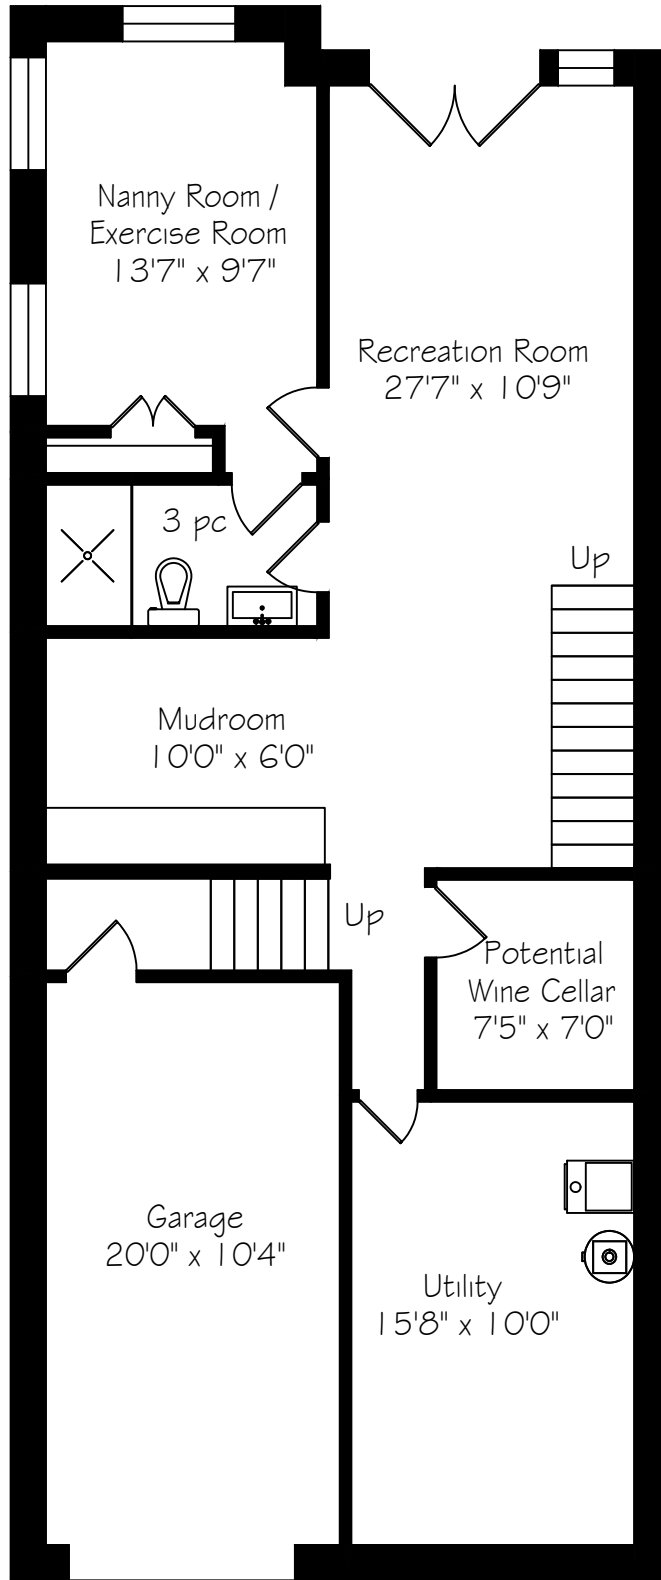 Nanny Room /
Exercise Room
13'7" x 9'7"
Recreation Room
27'7" x 10'9"
3 pc
Up
Mudroom
10'0" x 6'0"
Up
Potential
Wine Cellar
7'5" x 7'0"
Garage
20'0" x 10'4"
Utility
15'8" x 10'0"